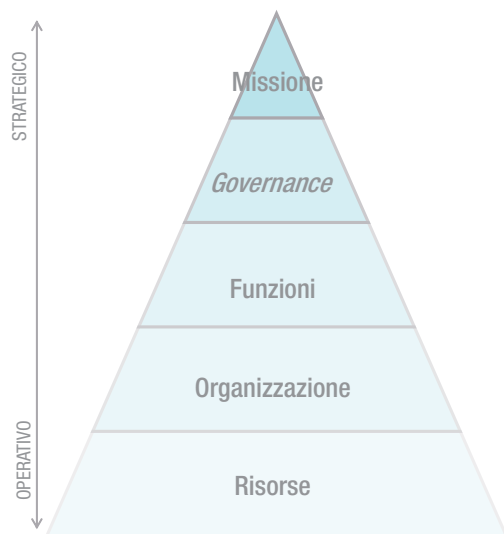 STRATEGICO
Missione
Governance
Funzioni
Organizzazione
OPERATIVO
Risorse